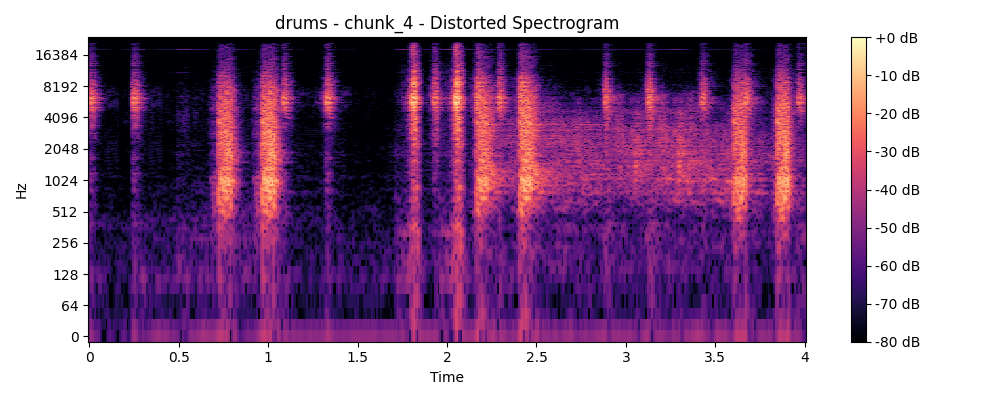 drums - chunk_4 - Distorted Spectrogram
Hz
16384
8192
4096
2048
1024
512
256
128
64
0
0 0.5 1 1.5 2 2.5 3 3.5 4
Time
+0 dB
-10 dB
-20 dB
-30 dB
-40 dB
-50 dB
-60 dB
-70 dB
-80 dB